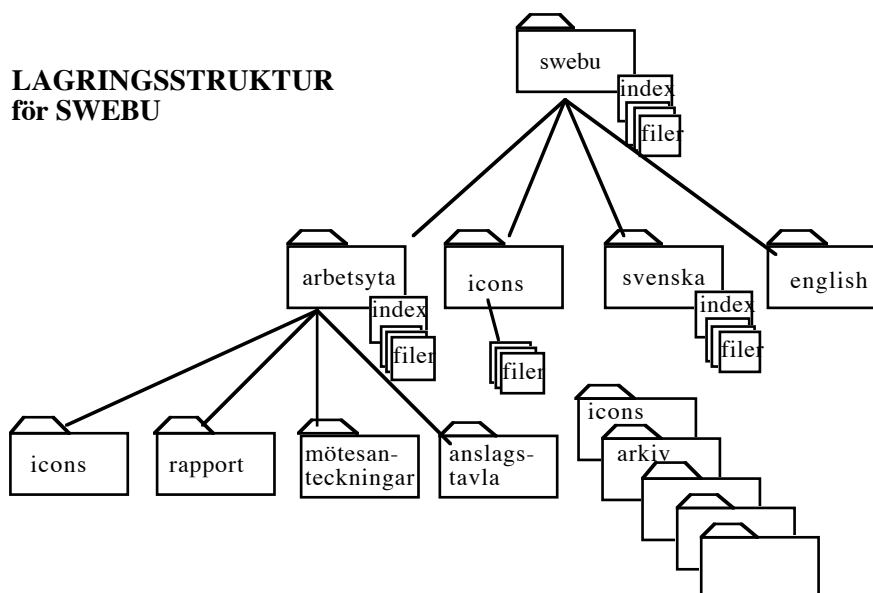 LAGRINGSSTRUKTUR
för SWEBU
swebu
index
filer
arbetsyta
icons
svenska
english
index
filer
filer
index
filer
icons
rapport
mötesan-
teckningar
anslags-
tavla
icons
arkiv